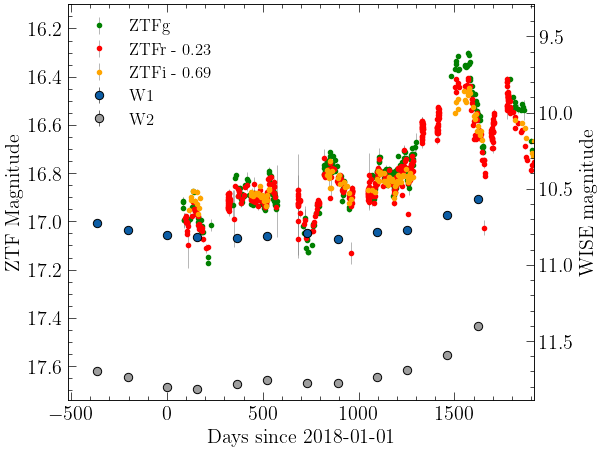 ZTFg
ZTFr - 0.23
ZTFi - 0.69
W1
W2
16.2
16.4
16.6
16.8
17.0
17.2
17.4
17.6
ZTF Magnitude
9.5
10.0
10.5
11.0
11.5
WISE magnitude
−500
0
500
1000
1500
Days since 2018-01-01